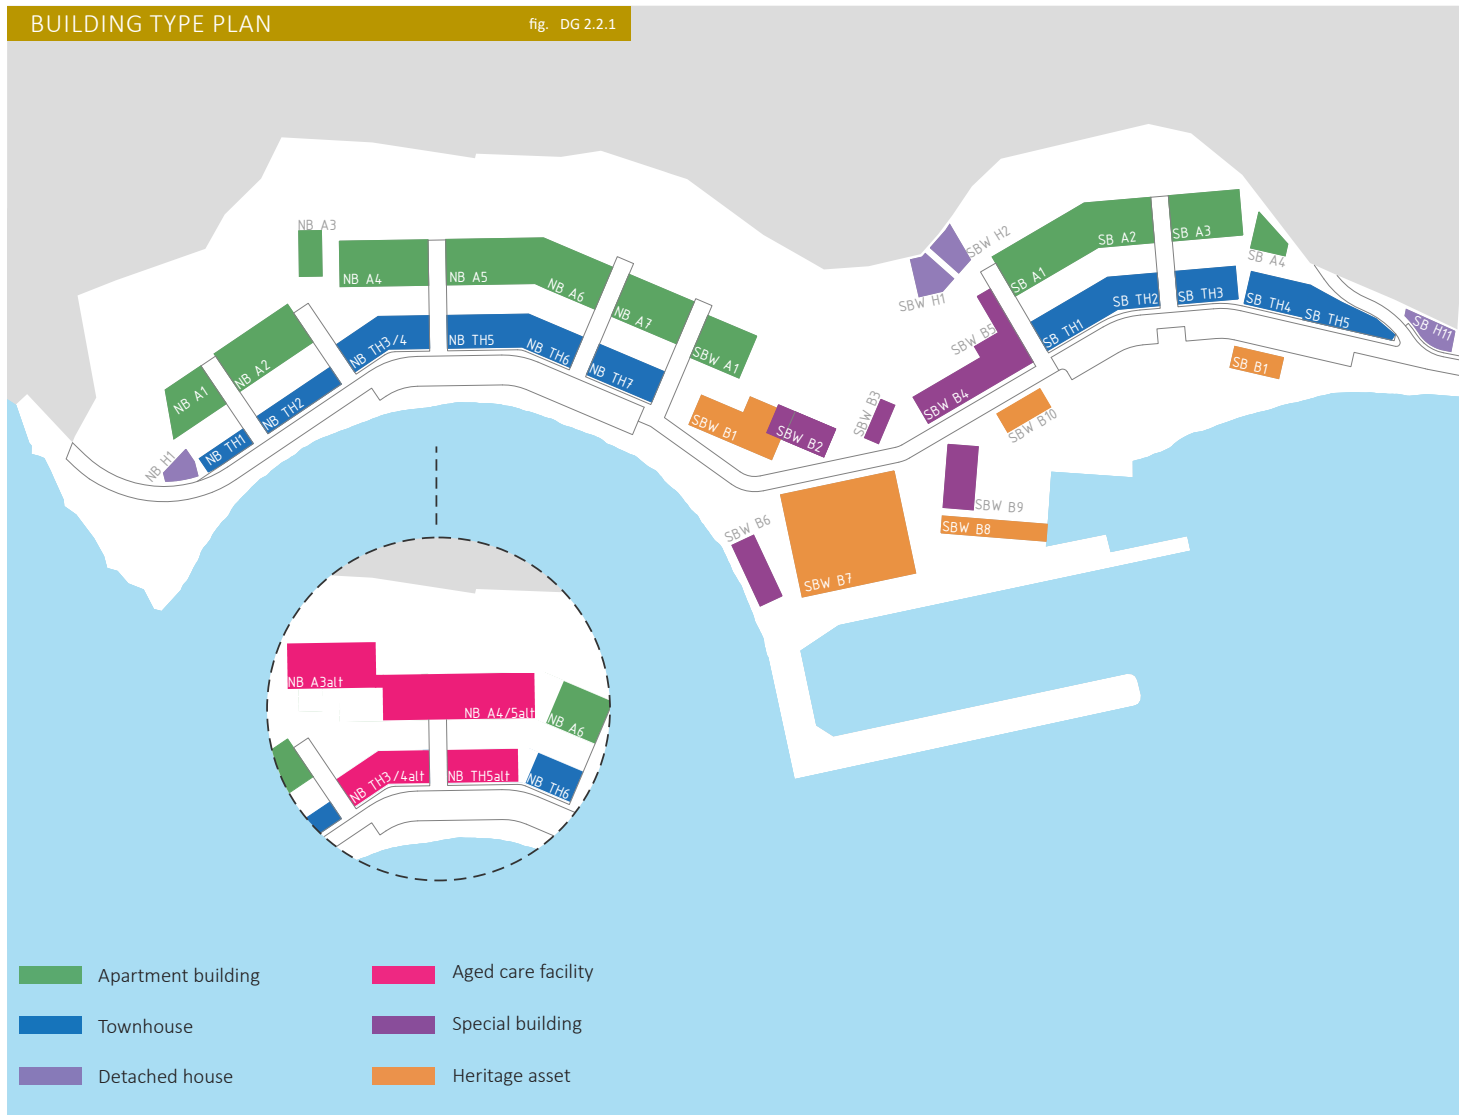 BUILDING TYPE PLAN
fig. DG 2.2.1
NB A3
NB A4
NB A5
NB A6
NB A7
SBW A1
NB A1
NB A2
NB H1
NB TH1
NB TH2
NB TH3/4
NB TH5
NB TH6
NB TH7
SBW B1
SBW B2
SBW B3
SBW B4
SBW B5
SBW H1
SBW H2
SB A1
SB A2
SB A3
SB A4
SB TH1
SB TH2
SB TH3
SB TH4
SB TH5
SB H11
SB B1
SBW B10
SBW B9
SBW B8
SBW B7
SBW B6
NB A3alt
NB A4/5alt
NB A6
NB TH3/4alt
NB TH5alt
NB TH6
Apartment building
Townhouse
Detached house
Aged care facility
Special building
Heritage asset